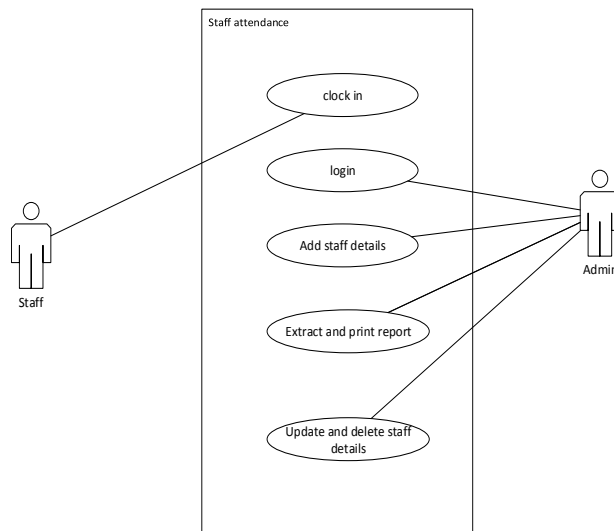 Staff attendance
clock in
login
Add staff details
Staff
Admin
Extract and print report
Update and delete staff
details